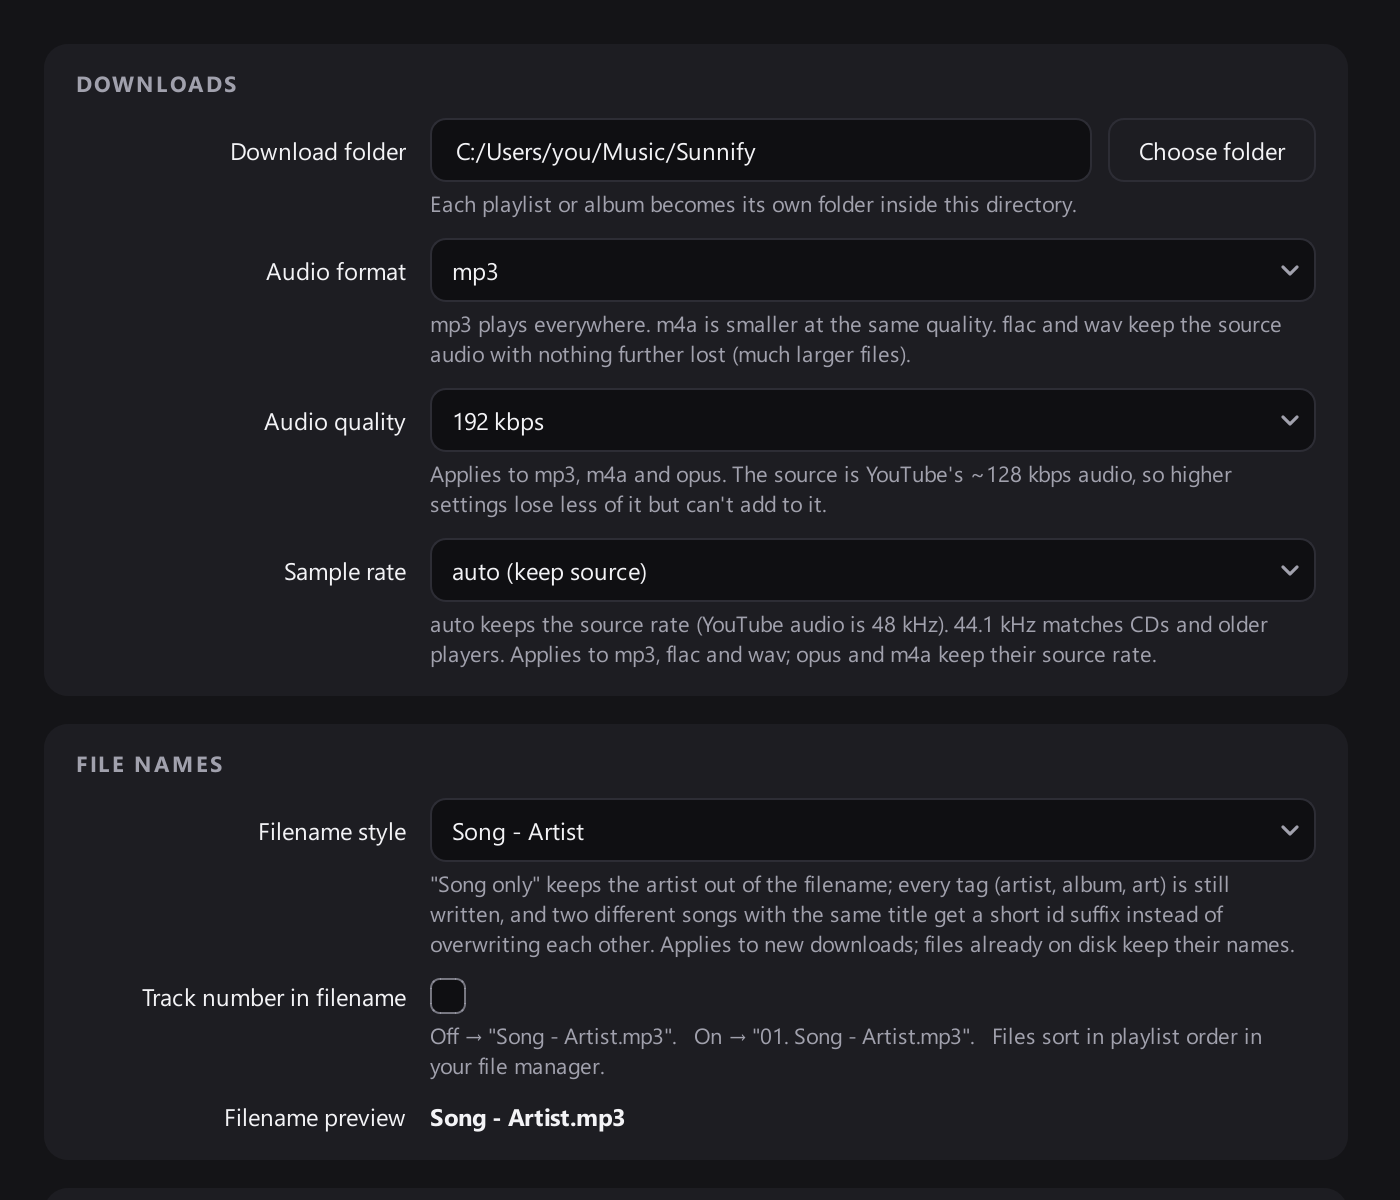 DOWNLOADS
Download folder C:/Users/you/Music/Sunnify Choose folder
Each playlist or album becomes its own folder inside this directory.
Audio format mp3
mp3 plays everywhere. m4a is smaller at the same quality. flac and wav keep the source
audio with nothing further lost (much larger files).
Audio quality 192 kbps
Applies to mp3, m4a and opus. The source is YouTube's ~128 kbps audio, so higher
settings lose less of it but can't add to it.
Sample rate auto (keep source)
auto keeps the source rate (YouTube audio is 48 kHz). 44.1 kHz matches CDs and older
players. Applies to mp3, flac and wav; opus and m4a keep their source rate.
FILE NAMES
Filename style Song - Artist
"Song only" keeps the artist out of the filename; every tag (artist, album, art) is still
written, and two different songs with the same title get a short id suffix instead of
overwriting each other. Applies to new downloads; files already on disk keep their names.
Track number in filename
Off → "Song - Artist.mp3".   On → "01. Song - Artist.mp3".   Files sort in playlist order in
your file manager.
Filename preview Song - Artist.mp3